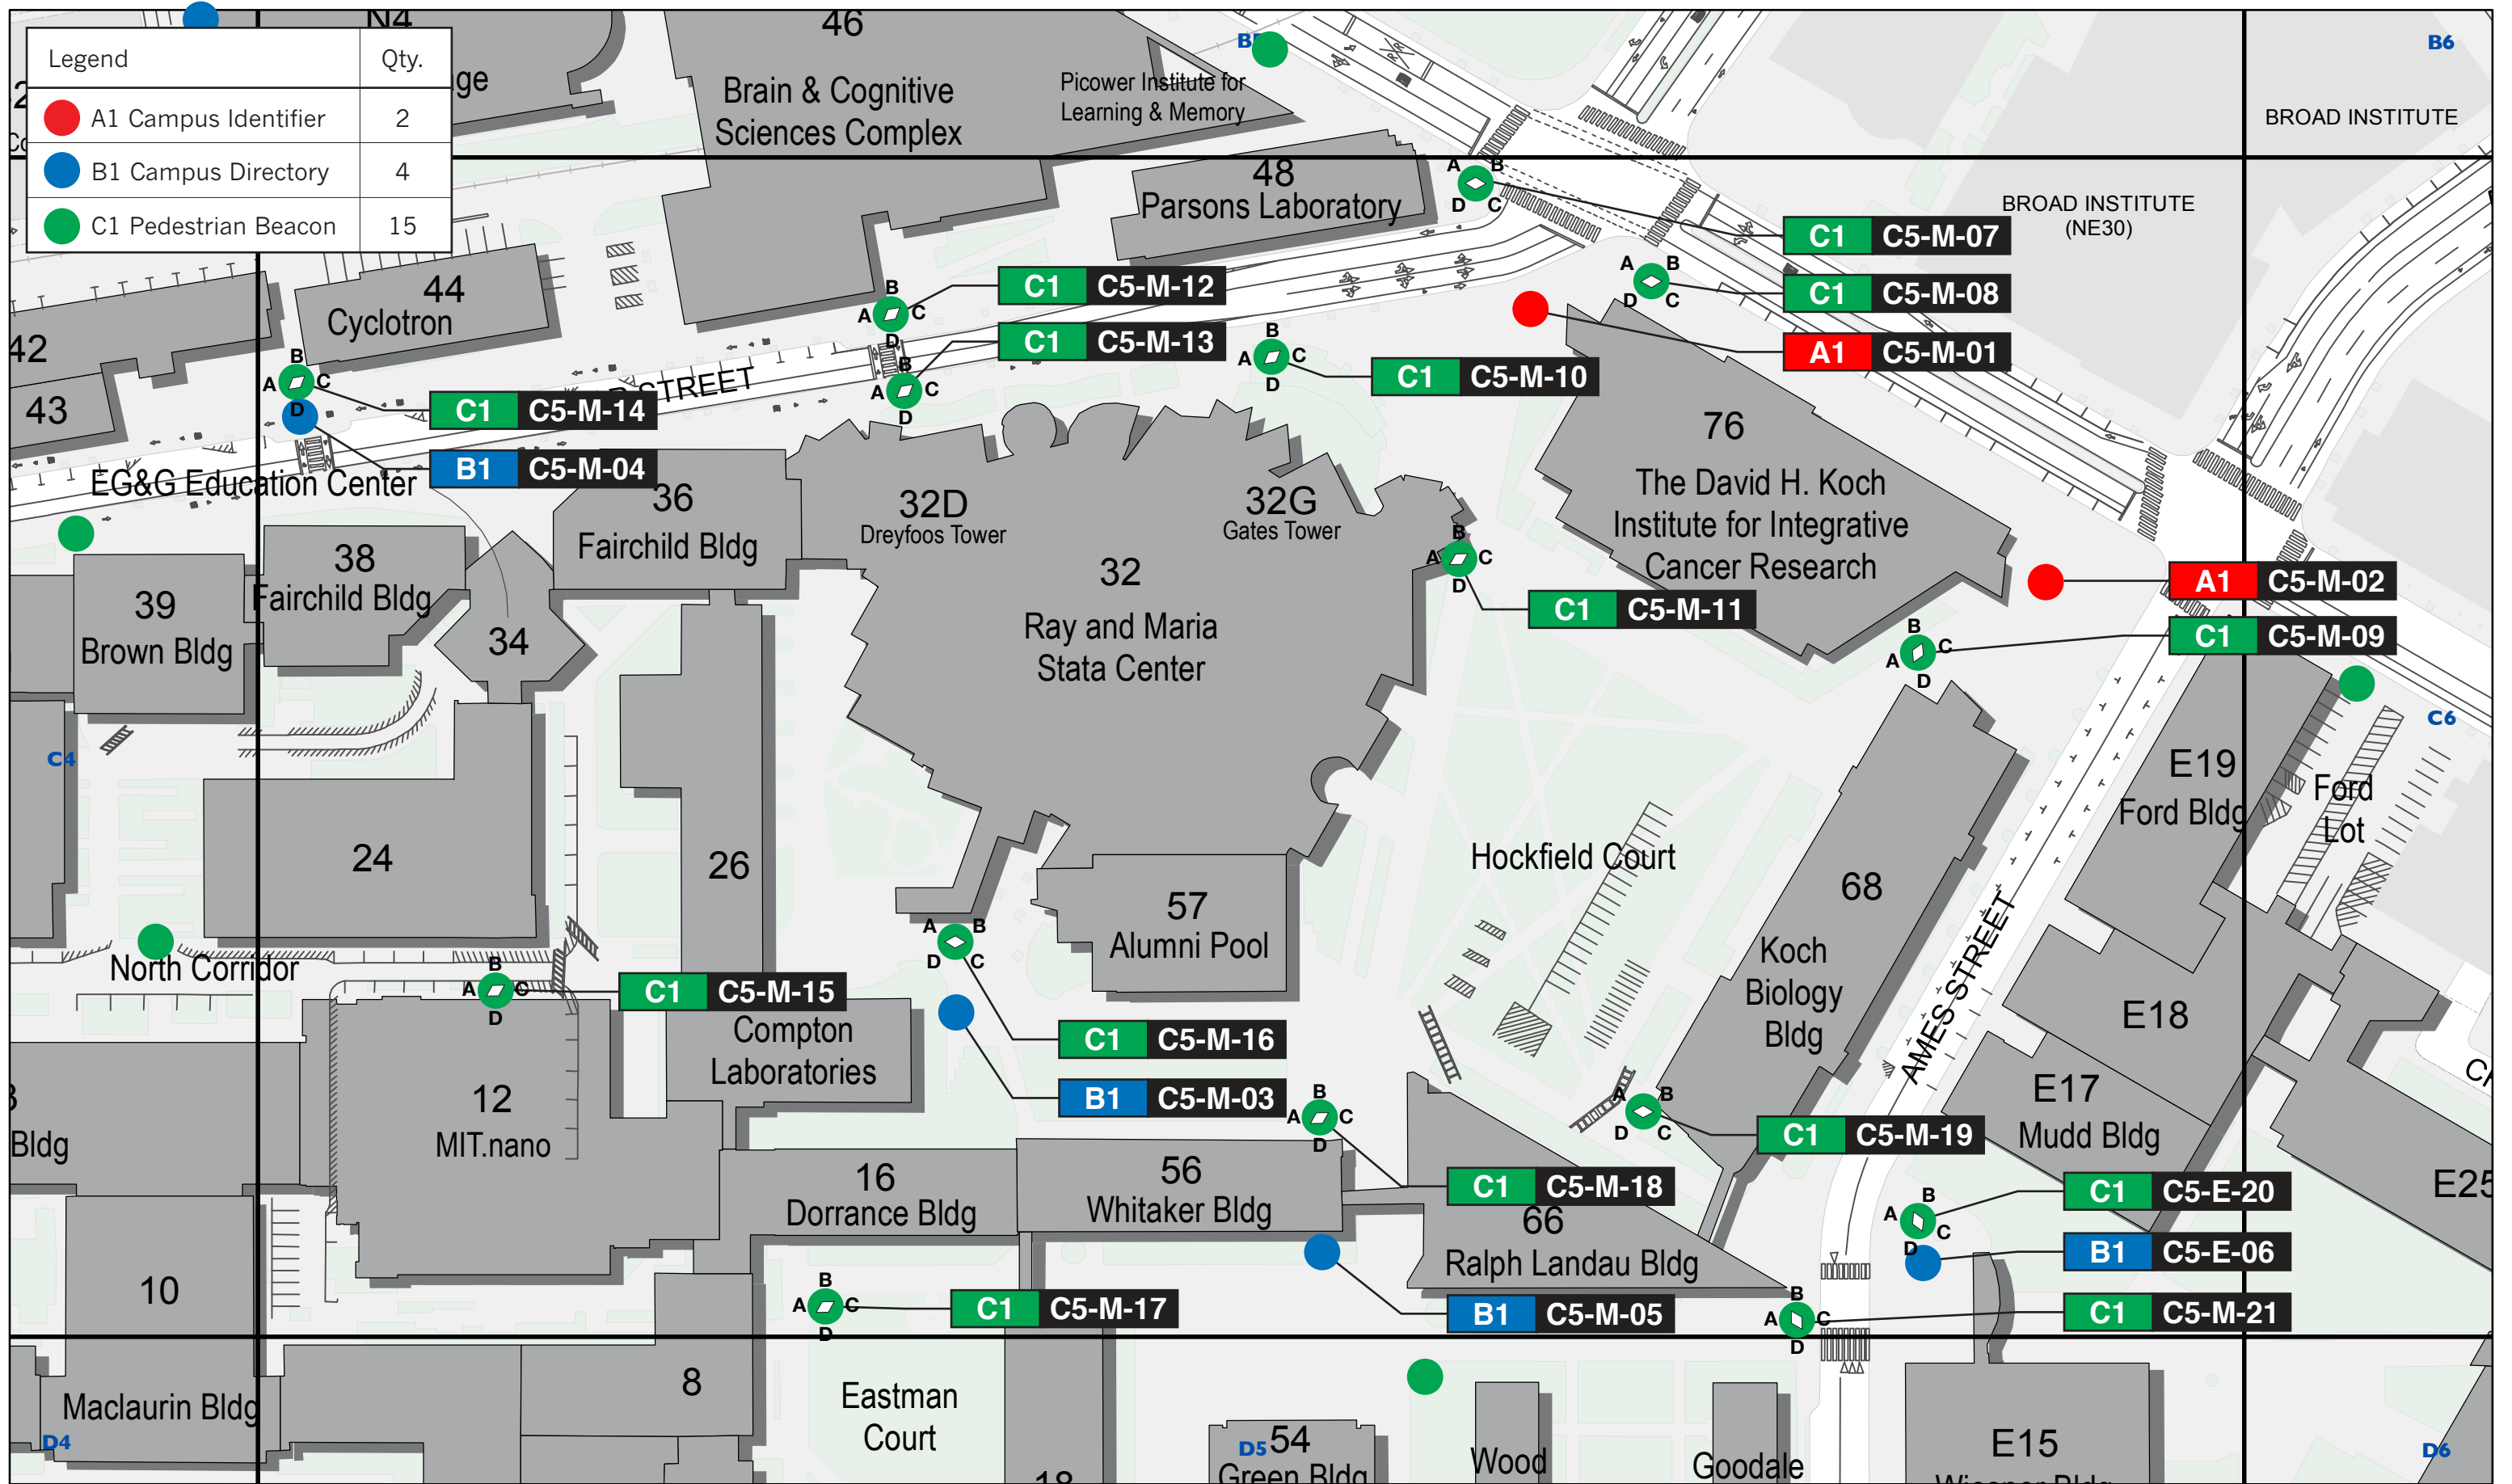 N4
46
B6
Legend Qty.
A1 Campus Identifier 2
B1 Campus Directory 4
C1 Pedestrian Beacon 15
Brain & Cognitive
Sciences Complex
Picower Institute for
Learning & Memory
BROAD INSTITUTE
48
Parsons Laboratory
A B
D C
BROAD INSTITUTE
(NE30)
C1 C5-M-07
A B
D C
C1 C5-M-08
A1 C5-M-01
44
Cyclotron
B
A C
D
C1 C5-M-12
B
A C
D
C1 C5-M-13
B
A C
D
C1 C5-M-10
42
43
B
A C
D
C1 C5-M-14
STREET
B1 C5-M-04
EG&G Education Center
36
Fairchild Bldg
32D
Dreyfoos Tower
32G
Gates Tower
76
The David H. Koch
Institute for Integrative
Cancer Research
38
Fairchild Bldg
39
Brown Bldg
34
32
Ray and Maria
Stata Center
B
A C
D
C1 C5-M-11
A1 C5-M-02
B
A C
D
C1 C5-M-09
C4
C6
E19
Ford Bldg
Ford
Lot
24
26
Hockfield Court
68
Koch
Biology
Bldg
57
Alumni Pool
AMES STREET
North Corridor
A B
D C
B
A C
D
C1 C5-M-15
Compton
Laboratories
C1 C5-M-16
B1 C5-M-03
E18
E17
Mudd Bldg
12
MIT.nano
Bldg
B
A C
D
A B
D C
C1 C5-M-19
16
Dorrance Bldg
56
Whitaker Bldg
C1 C5-M-18
66
Ralph Landau Bldg
B
A C
D
C1 C5-E-20
B1 C5-E-06
E25
10
B
A C
D
C1 C5-M-17
B1 C5-M-05
B
A C
D
C1 C5-M-21
8
Maclaurin Bldg
D4
Eastman
Court
18
D5
54
Green Bldg
Wood
Goodale
E15
D6